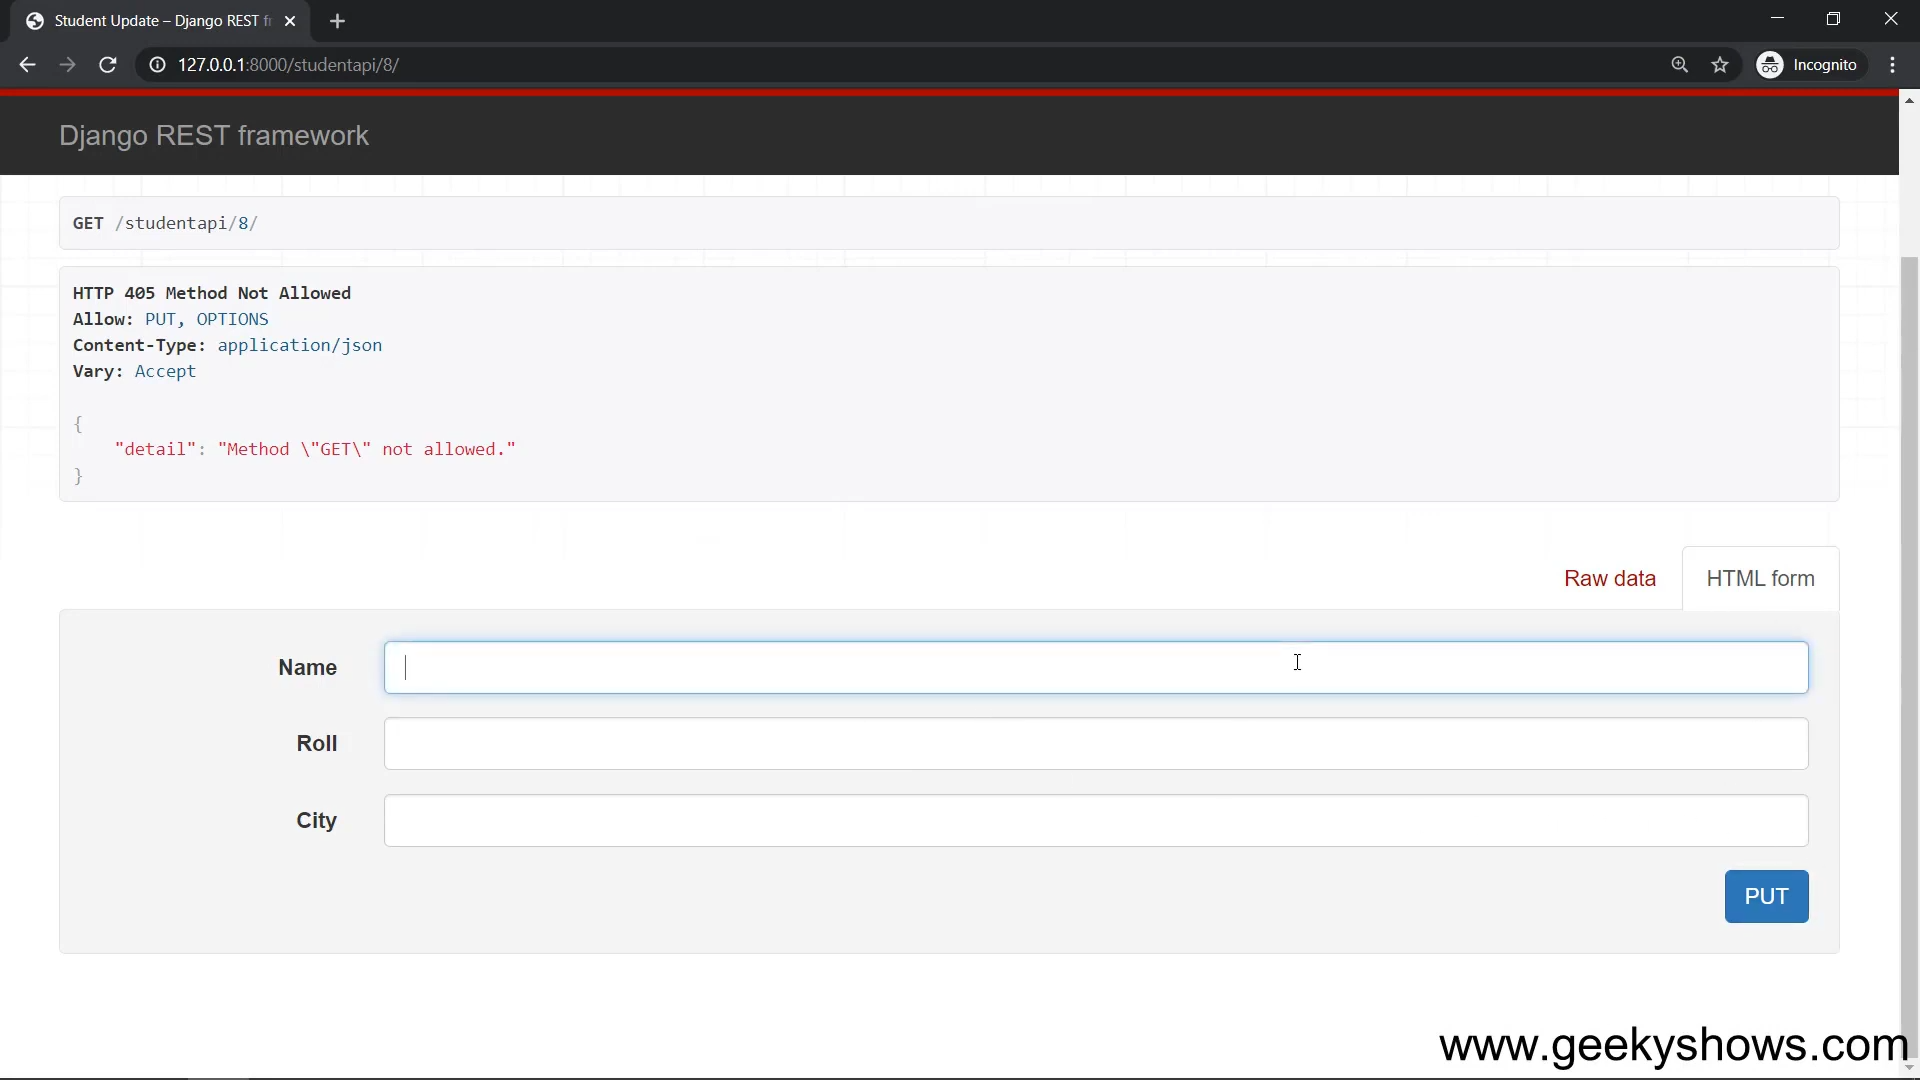 Student Update – Django REST fr
127.0.0.1:8000/studentapi/8/
Incognito
Django REST framework
GET /studentapi/8/
HTTP 405 Method Not Allowed
Allow: PUT, OPTIONS
Content-Type: application/json
Vary: Accept
{
"detail": "Method \"GET\" not allowed."
}
Raw data
HTML form
Name
Roll
City
PUT
www.geekyshows.com